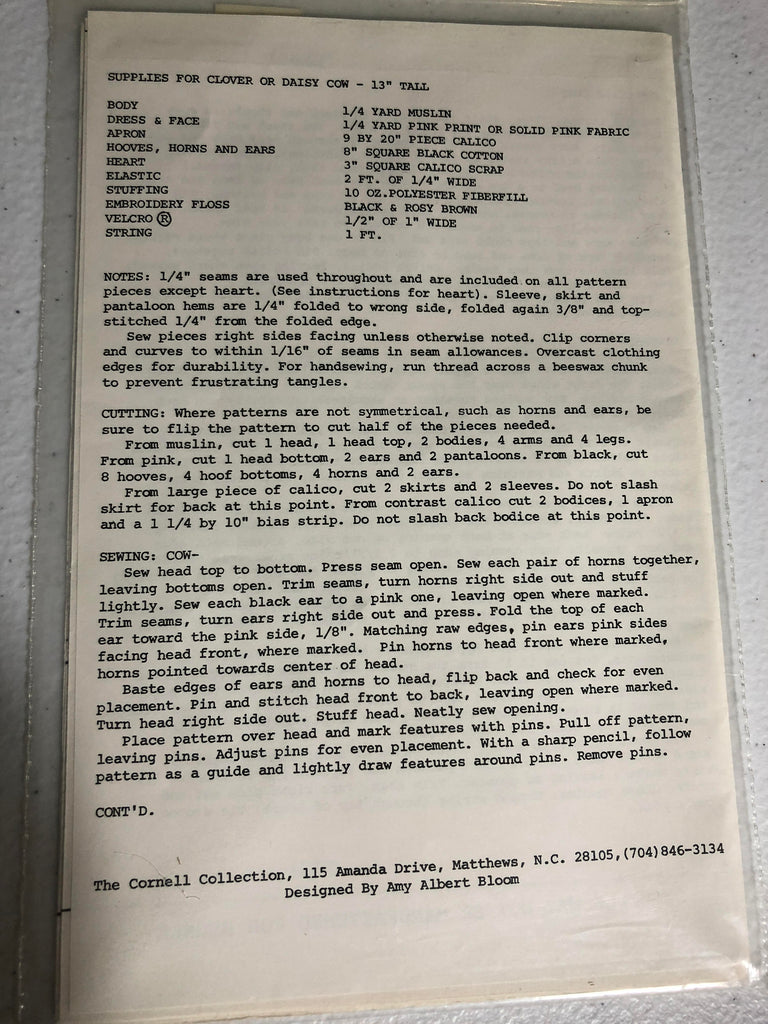 SUPPLIES FOR CLOVER OR DAISY COW - 13" TALL
BODY 1/4 YARD MUSLIN
DRESS & FACE 1/4 YARD PINK PRINT OR SOLID PINK FABRIC
APRON 9 BY 20" PIECE CALICO
HOOVES, HORNS AND EARS 8" SQUARE BLACK COTTON
HEART 3" SQUARE CALICO SCRAP
ELASTIC 2 FT. OF 1/4" WIDE
STUFFING 10 OZ.POLYESTER FIBERFILL
EMBROIDERY FLOSS BLACK & ROSY BROWN
VELCRO ® 1/2" OF 1" WIDE
STRING 1 FT.
NOTES: 1/4" seams are used throughout and are included on all pattern
pieces except heart. (See instructions for heart). Sleeve, skirt and
pantaloon hems are 1/4" folded to wrong side, folded again 3/8" and top-
stitched 1/4" from the folded edge.
Sew pieces right sides facing unless otherwise noted. Clip corners
and curves to within 1/16" of seams in seam allowances. Overcast clothing
edges for durability. For handsewing, run thread across a beeswax chunk
to prevent frustrating tangles.
CUTTING: Where patterns are not symmetrical, such as horns and ears, be
sure to flip the pattern to cut half of the pieces needed.
From muslin, cut 1 head, 1 head top, 2 bodies, 4 arms and 4 legs.
From pink, cut 1 head bottom, 2 ears and 2 pantaloons. From black, cut
8 hooves, 4 hoof bottoms, 4 horns and 2 ears.
From large piece of calico, cut 2 skirts and 2 sleeves. Do not slash
skirt for back at this point. From contrast calico cut 2 bodices, 1 apron
and a 1 1/4 by 10" bias strip. Do not slash back bodice at this point.
SEWING: COW-
Sew head top to bottom. Press seam open. Sew each pair of horns together,
leaving bottoms open. Trim seams, turn horns right side out and stuff
lightly. Sew each black ear to a pink one, leaving open where marked.
Trim seams, turn ears right side out and press. Fold the top of each
ear toward the pink side, 1/8". Matching raw edges, pin ears pink sides
facing head front, where marked. Pin horns to head front where marked,
horns pointed towards center of head.
Baste edges of ears and horns to head, flip back and check for even
placement. Pin and stitch head front to back, leaving open where marked.
Turn head right side out. Stuff head. Neatly sew opening.
Place pattern over head and mark features with pins. Pull off pattern,
leaving pins. Adjust pins for even placement. With a sharp pencil, follow
pattern as a guide and lightly draw features around pins. Remove pins.
CONT'D.
The Cornell Collection, 115 Amanda Drive, Matthews, N.C. 28105,(704)846-3134
Designed By Amy Albert Bloom